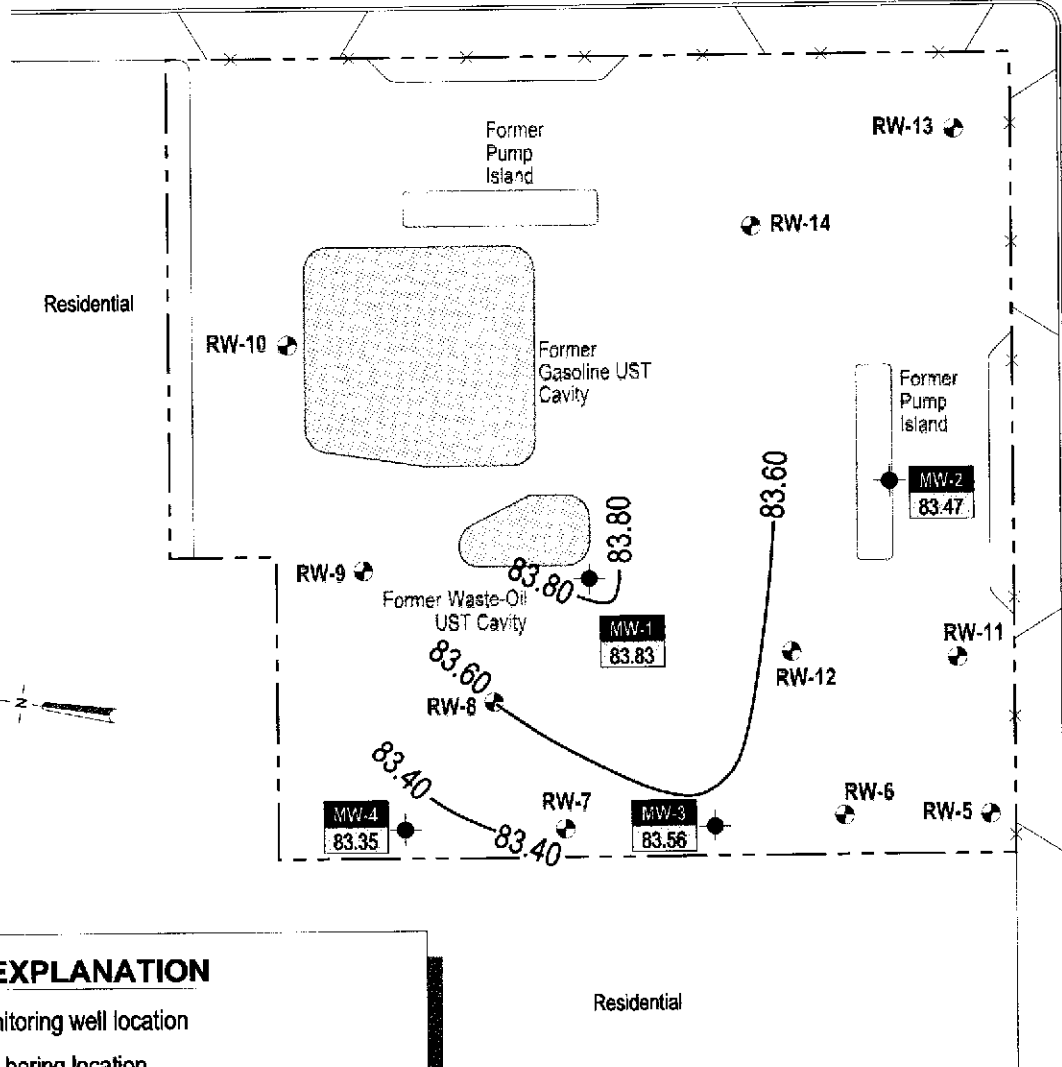 Former
Pump
Island
RW-13
RW-14
Residential
RW-10
Former
Gasoline UST
Cavity
Former
Pump
Island
MW-2
83.47
83.60
83.80
83.80
RW-9
Former Waste-Oil
UST Cavity
MW-1
83.83
RW-11
RW-12
83.60
RW-8
N
83.40
MW-4
83.35
RW-7
83.40
MW-3
83.56
RW-6
RW-5
EXPLANATION
nitoring well location
boring location
Residential